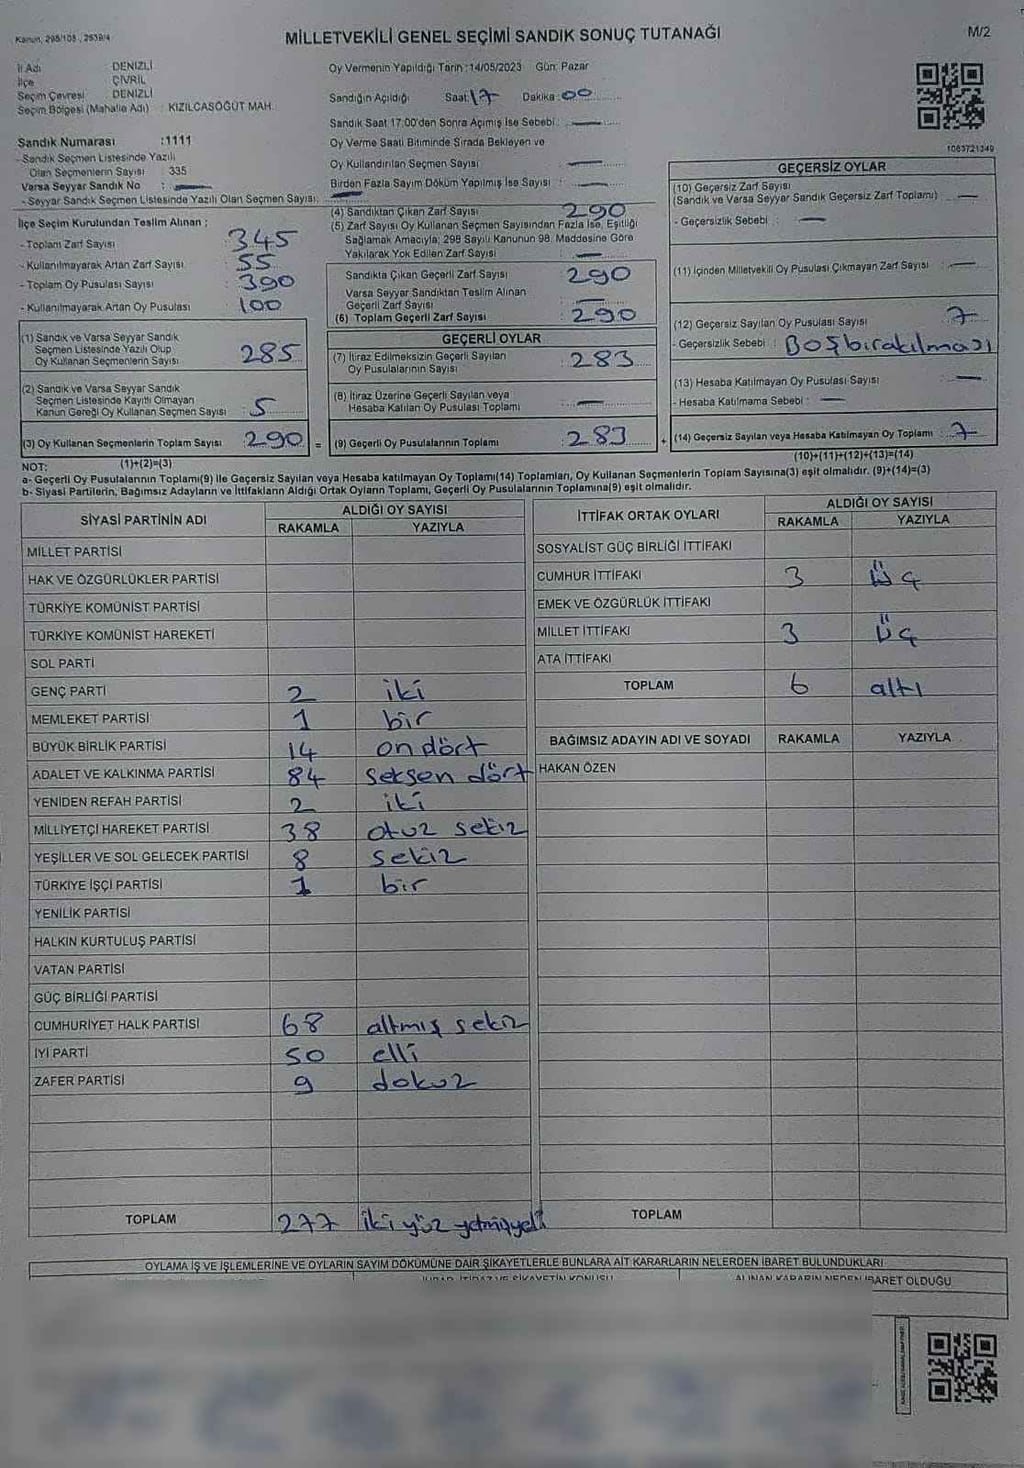 Kanun, 298/105, 2839/4
MİLLETVEKİLİ GENEL SEÇİMİ SANDIK SONUÇ TUTANAĞI
M/2
İl Adı DENİZLİ
İlçe ÇİVRİL
Seçim Çevresi DENİZLİ
Seçim Bölgesi (Mahalle Adı) : KIZILCASÖĞÜT MAH.
Sandık Numarası :1111
- Sandık Seçmen Listesinde Yazılı
Olan Seçmenlerin Sayısı : 335
Varsa Seyyar Sandık No :
- Seyyar Sandık Seçmen Listesinde Yazılı Olan Seçmen Sayısı:
Oy Vermenin Yapıldığı Tarih :14/05/2023 Gün: Pazar
Sandığın Açıldığı Saat: 17 Dakika : 00
Sandık Saat 17:00'den Sonra Açılmış İse Sebebi :
Oy Verme Saati Bitiminde Sırada Bekleyen ve
Oy Kullandırılan Seçmen Sayısı :
Birden Fazla Sayım Döküm Yapılmış İse Sayısı :
1063721349
İlçe Seçim Kurulundan Teslim Alınan ;
- Toplam Zarf Sayısı : 345
- Kullanılmayarak Artan Zarf Sayısı : 55
- Toplam Oy Pusulası Sayısı : 390
- Kullanılmayarak Artan Oy Pusulası : 100
(1) Sandık ve Varsa Seyyar Sandık
Seçmen Listesinde Yazılı Olup
Oy Kullanan Seçmenlerin Sayısı : 285
(2) Sandık ve Varsa Seyyar Sandık
Seçmen Listesinde Kayıtlı Olmayan
Kanun Gereği Oy Kullanan Seçmen Sayısı : 5
(3) Oy Kullanan Seçmenlerin Toplam Sayısı : 290 =
(4) Sandıktan Çıkan Zarf Sayısı : 290
(5) Zarf Sayısı Oy Kullanan Seçmen Sayısından Fazla İse, Eşitliği
Sağlamak Amacıyla; 298 Sayılı Kanunun 98. Maddesine Göre
Yakılarak Yok Edilen Zarf Sayısı :
Sandıkta Çıkan Geçerli Zarf Sayısı : 290
Varsa Seyyar Sandıktan Teslim Alınan
Geçerli Zarf Sayısı :
(6) Toplam Geçerli Zarf Sayısı : 290
GEÇERLİ OYLAR
(7) İtiraz Edilmeksizin Geçerli Sayılan
Oy Pusulalarının Sayısı : 283
(8) İtiraz Üzerine Geçerli Sayılan veya
Hesaba Katılan Oy Pusulası Toplamı :
(9) Geçerli Oy Pusulalarının Toplamı : 283 +
GEÇERSİZ OYLAR
(10) Geçersiz Zarf Sayısı
(Sandık ve Varsa Seyyar Sandık Geçersiz Zarf Toplamı) :
- Geçersizlik Sebebi :
(11) İçinden Milletvekili Oy Pusulası Çıkmayan Zarf Sayısı :
(12) Geçersiz Sayılan Oy Pusulası Sayısı : 7
- Geçersizlik Sebebi : Boş bırakılması
(13) Hesaba Katılmayan Oy Pusulası Sayısı :
- Hesaba Katılmama Sebebi :
(14) Geçersiz Sayılan veya Hesaba Katılmayan Oy Toplamı : 7
(10)+(11)+(12)+(13)=(14)
NOT: (1)+(2)=(3)
a- Geçerli Oy Pusulalarının Toplamı(9) ile Geçersiz Sayılan veya Hesaba katılmayan Oy Toplamı(14) Toplamları, Oy Kullanan Seçmenlerin Toplam Sayısına(3) eşit olmalıdır. (9)+(14)=(3)
b- Siyasi Partilerin, Bağımsız Adayların ve İttifakların Aldığı Ortak Oyların Toplamı, Geçerli Oy Pusulalarının Toplamına(9) eşit olmalıdır.
SİYASİ PARTİNİN ADI
ALDIĞI OY SAYISI
RAKAMLA YAZIYLA
MİLLET PARTİSİ
HAK VE ÖZGÜRLÜKLER PARTİSİ
TÜRKİYE KOMÜNİST PARTİSİ
TÜRKİYE KOMÜNİST HAREKETİ
SOL PARTİ
GENÇ PARTİ 2 iki
MEMLEKET PARTİSİ 1 bir
BÜYÜK BİRLİK PARTİSİ 14 on dört
ADALET VE KALKINMA PARTİSİ 84 seksen dört
YENİDEN REFAH PARTİSİ 2 iki
MİLLİYETÇİ HAREKET PARTİSİ 38 otuz sekiz
YEŞİLLER VE SOL GELECEK PARTİSİ 8 sekiz
TÜRKİYE İŞÇİ PARTİSİ 1 bir
YENİLİK PARTİSİ
HALKIN KURTULUŞ PARTİSİ
VATAN PARTİSİ
GÜÇ BİRLİĞİ PARTİSİ
CUMHURİYET HALK PARTİSİ 68 altmış sekiz
İYİ PARTİ 50 elli
ZAFER PARTİSİ 9 dokuz
TOPLAM 277 iki yüz yetmiş yedi
İTTİFAK ORTAK OYLARI
ALDIĞI OY SAYISI
RAKAMLA YAZIYLA
SOSYALİST GÜÇ BİRLİĞİ İTTİFAKI
CUMHUR İTTİFAKI 3 üç
EMEK VE ÖZGÜRLÜK İTTİFAKI
MİLLET İTTİFAKI 3 üç
ATA İTTİFAKI
TOPLAM 6 altı
BAĞIMSIZ ADAYIN ADI VE SOYADI RAKAMLA YAZIYLA
HAKAN ÖZEN
TOPLAM
OYLAMA İŞ VE İŞLEMLERİNE VE OYLARIN SAYIM DÖKÜMÜNE DAİR ŞİKAYETLERLE BUNLARA AİT KARARLARIN NELERDEN İBARET BULUNDUKLARI
İTİRAZ VE ŞİKAYETİN KONUSU
ALINAN KARARIN NEDEN İBARET OLDUĞU